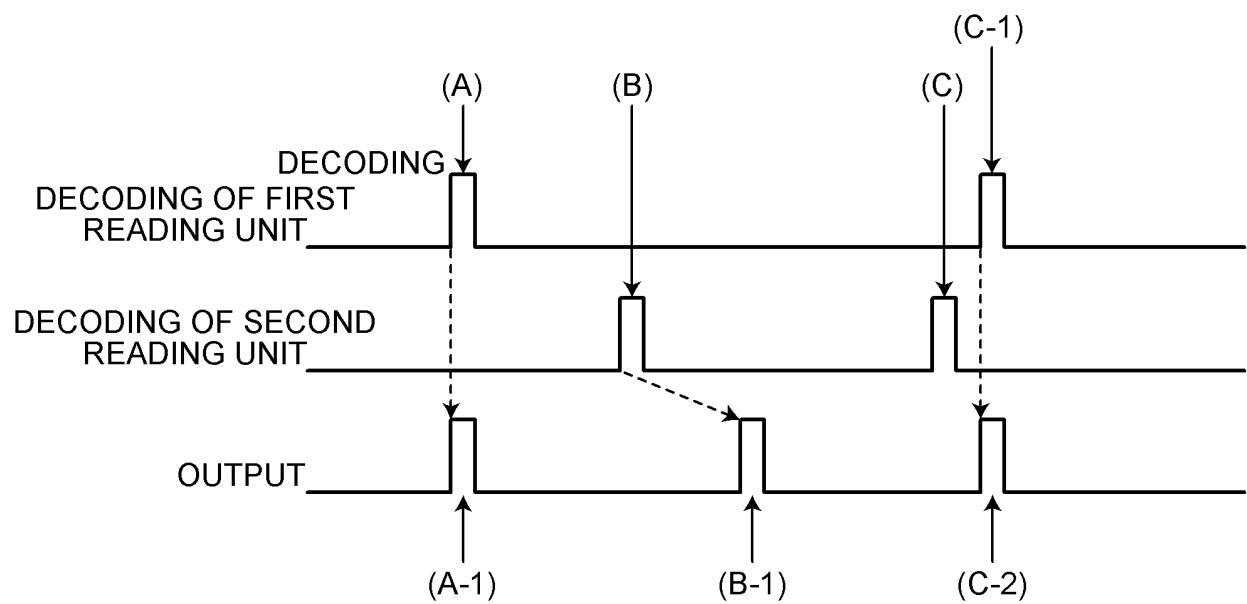 (C-1)
(A)
(B)
(C)
DECODING
DECODING OF FIRST
READING UNIT
DECODING OF SECOND
READING UNIT
OUTPUT
(A-1)
(B-1)
(C-2)